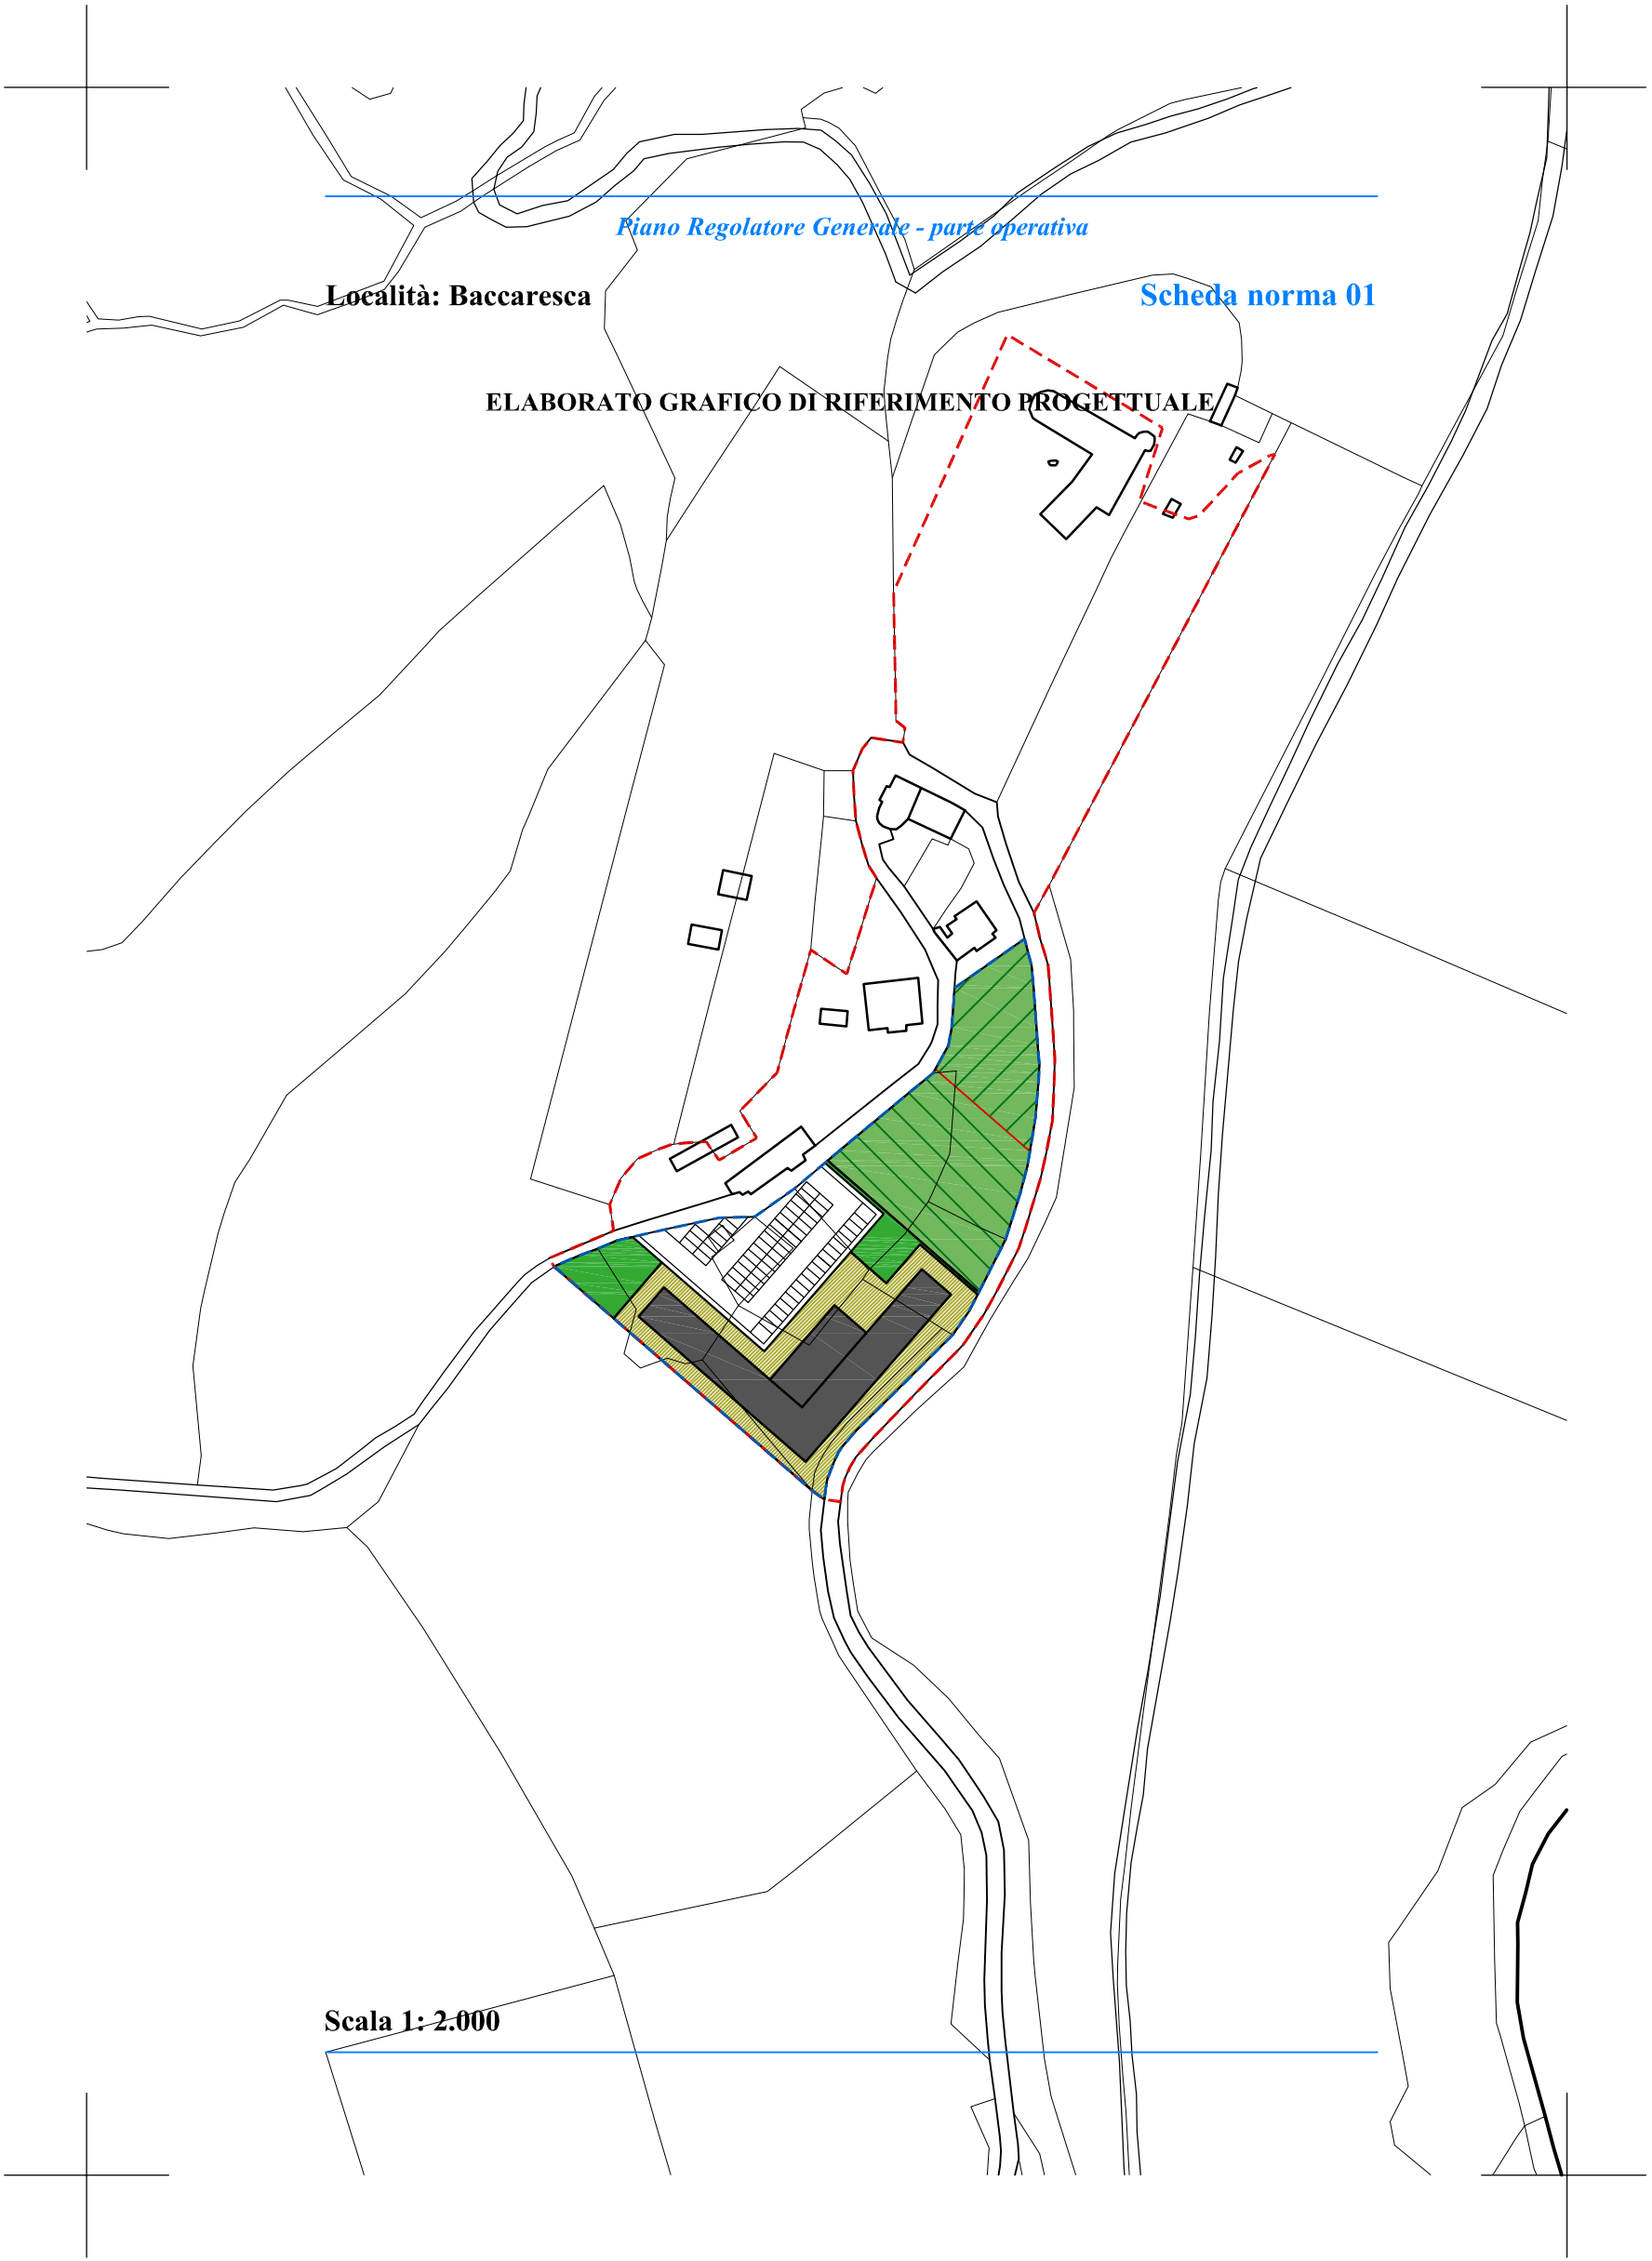 Piano Regolatore Generale - parte operativa
Località: Baccaresca
Scheda norma 01
ELABORATO GRAFICO DI RIFERIMENTO PROGETTUALE
Scala 1: 2.000